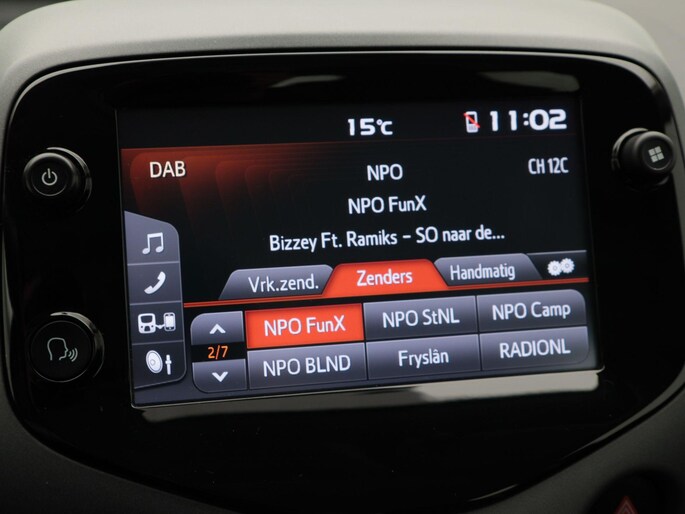 15°C 11:02
DAB NPO CH 12C
NPO FunX
Bizzey Ft. Ramiks - SO naar de...
Vrk.zend. Zenders Handmatig
NPO FunX NPO StNL NPO Camp
2/7
NPO BLND Fryslân RADIONL